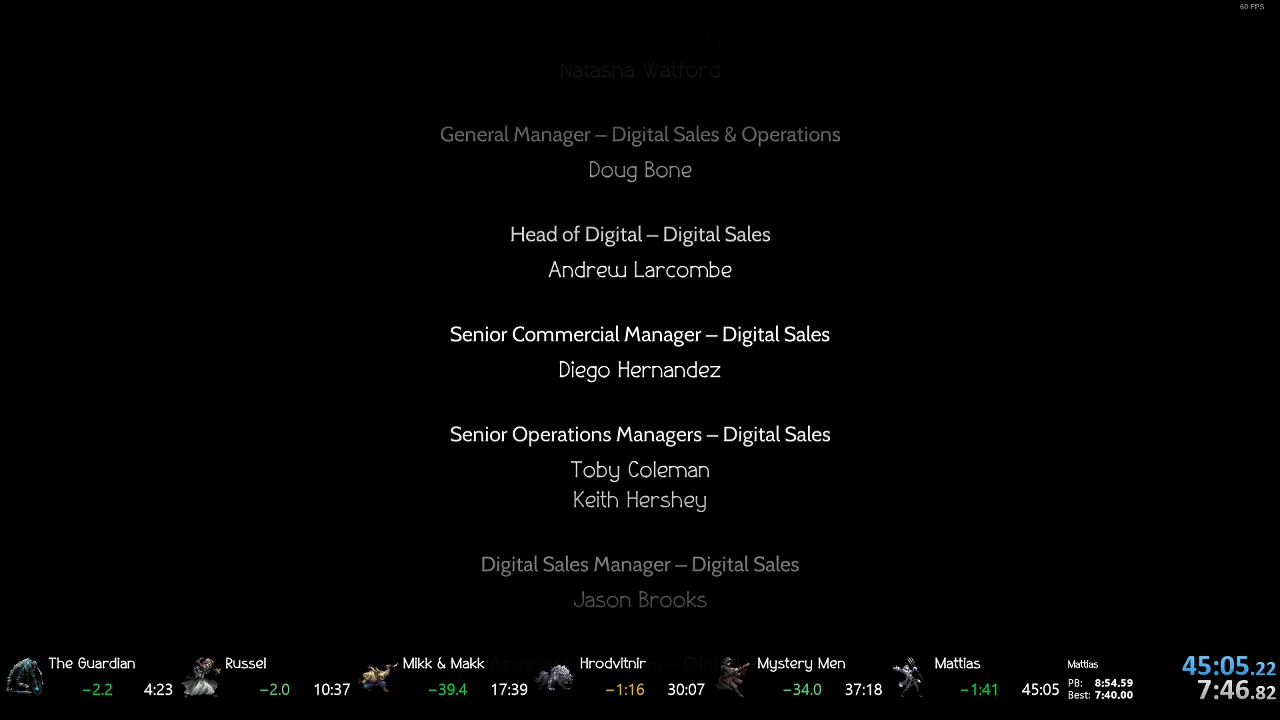 60 FPS
Natasha Watford
General Manager – Digital Sales & Operations
Doug Bone
Head of Digital – Digital Sales
Andrew Larcombe
Senior Commercial Manager – Digital Sales
Diego Hernandez
Senior Operations Managers – Digital Sales
Toby Coleman
Keith Hershey
Digital Sales Manager – Digital Sales
Jason Brooks
The Guardian
−2.2 4:23
Russel
−2.0 10:37
Mikk & Makk
−39.4 17:39
Hrodvitnir
−1:16 30:07
Mystery Men
−34.0 37:18
Mattias
−1:41 45:05
Mattias
PB: 8:54.59
Best: 7:40.00
45:05.22
7:46.82